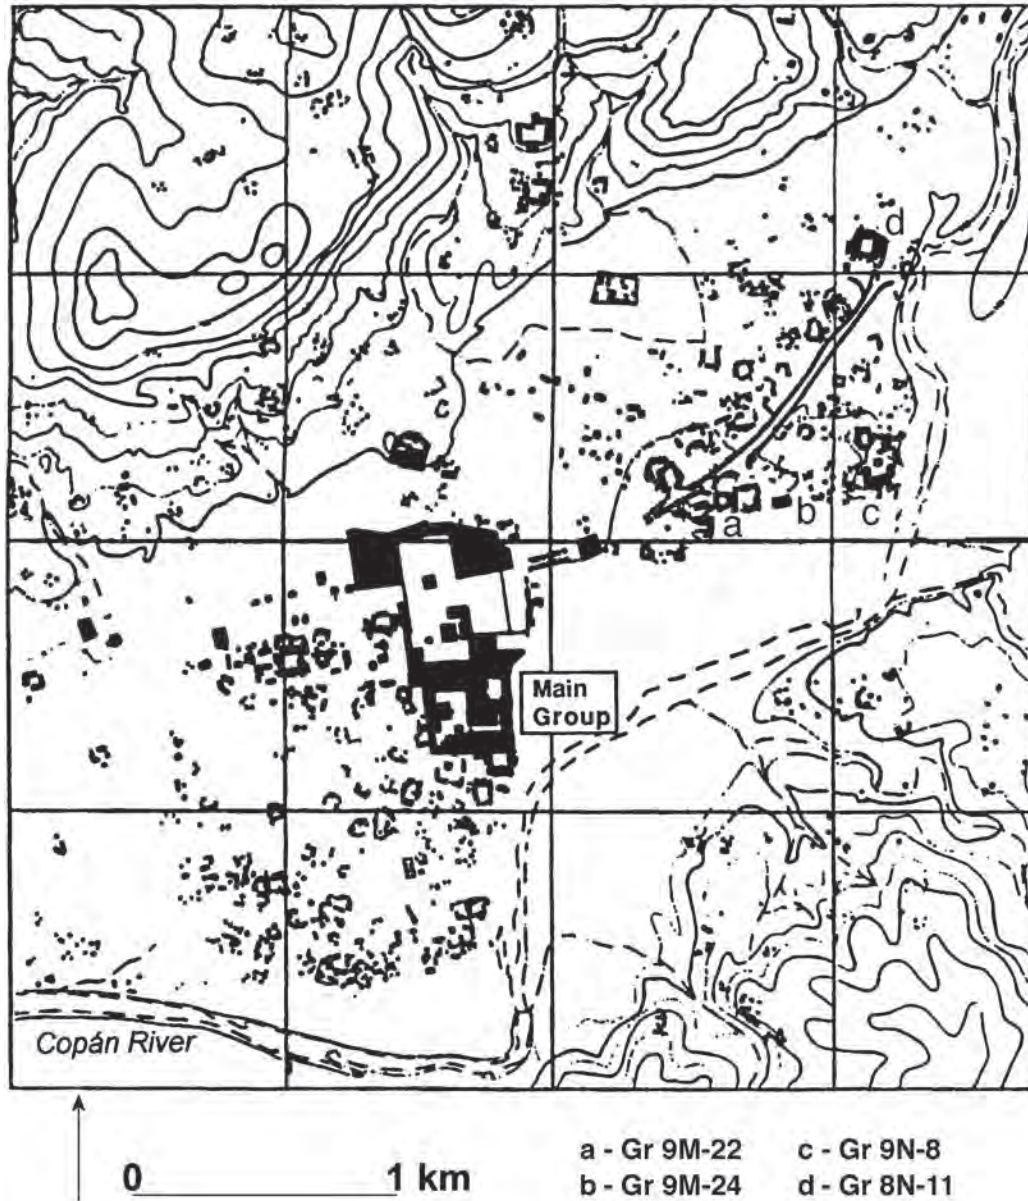 d
a
b
c
Main
Group
Copán River
0
1 km
a - Gr 9M-22
c - Gr 9N-8
b - Gr 9M-24
d - Gr 8N-11